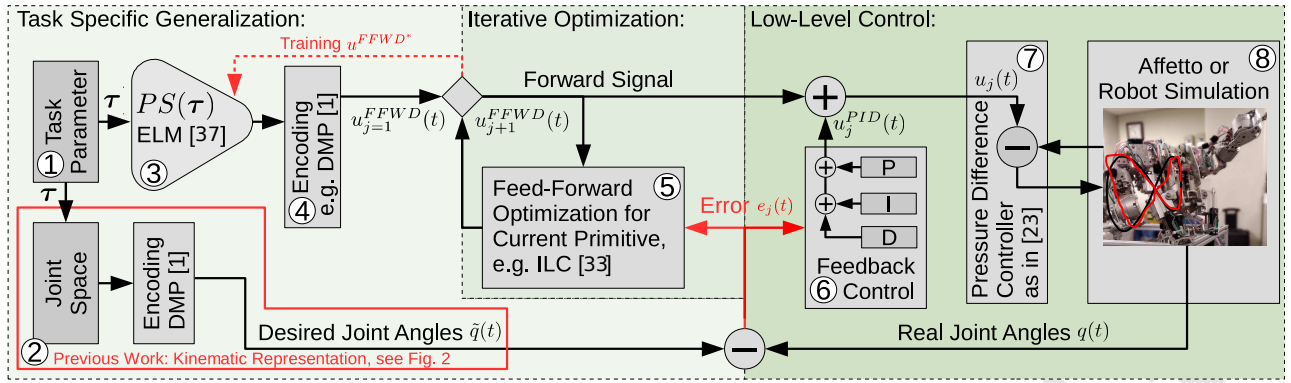 Task Specific Generalization:
Iterative Optimization:
Low-Level Control:
Training u^{FFWD^*}
Task
Parameter
①
τ
PS(τ)
ELM [37]
③
Encoding
e.g. DMP [1]
④
u_{j=1}^{FFWD}(t)
u_{j+1}^{FFWD}(t)
Forward Signal
Feed-Forward
Optimization for
Current Primitive,
e.g. ILC [33]
⑤
Error e_j(t)
+
u_j^{PID}(t)
+
P
+
I
D
Feedback
Control
⑥
u_j(t)
⑦
−
Pressure Difference
Controller
as in [23]
⑧
Affetto or
Robot Simulation
τ
Joint
Space
Encoding
DMP [1]
②
Previous Work: Kinematic Representation, see Fig. 2
Desired Joint Angles q̃(t)
−
Real Joint Angles q(t)